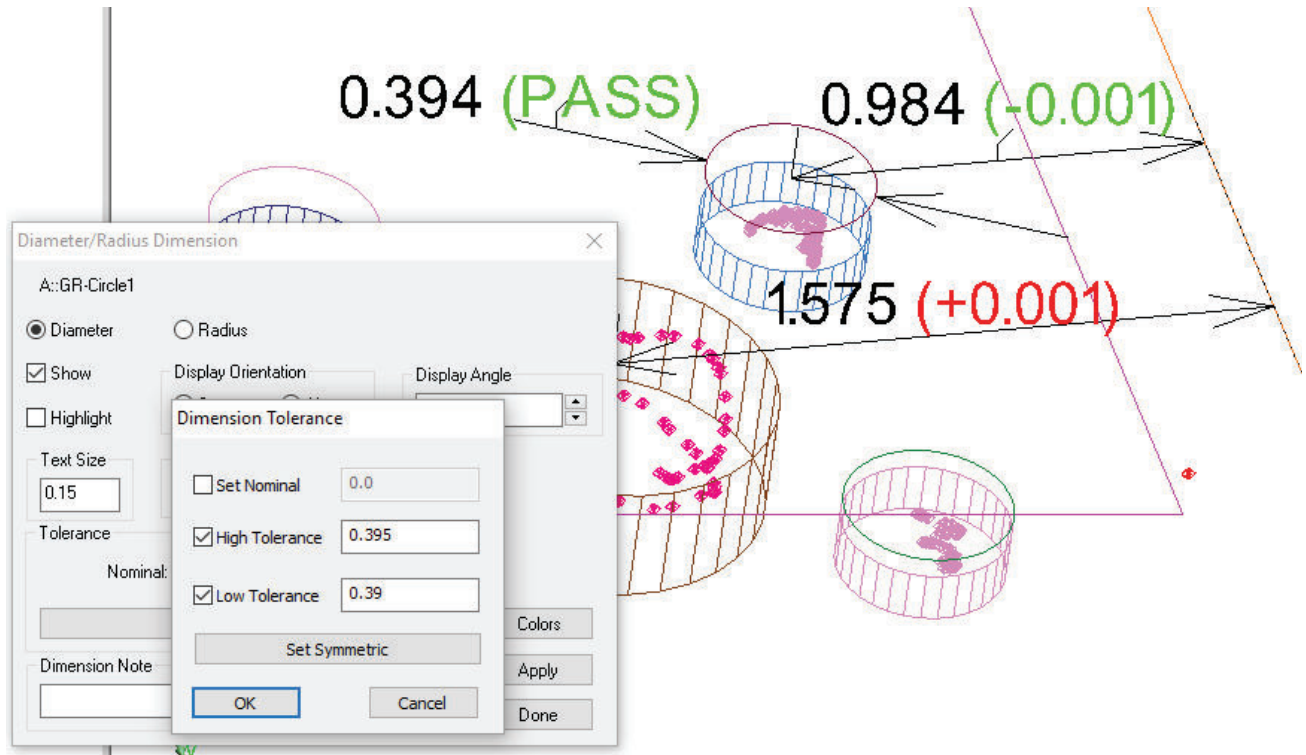 0.394 (PASS)
0.984 (-0.001)
1.575 (+0.001)
Diameter/Radius Dimension
A::GR-Circle1
Diameter
Radius
Show
Display Orientation
Display Angle
Highlight
Text Size
0.15
Tolerance
Nominal:
Dimension Note
Colors
Apply
Done
Dimension Tolerance
Set Nominal
0.0
High Tolerance
0.395
Low Tolerance
0.39
Set Symmetric
OK
Cancel